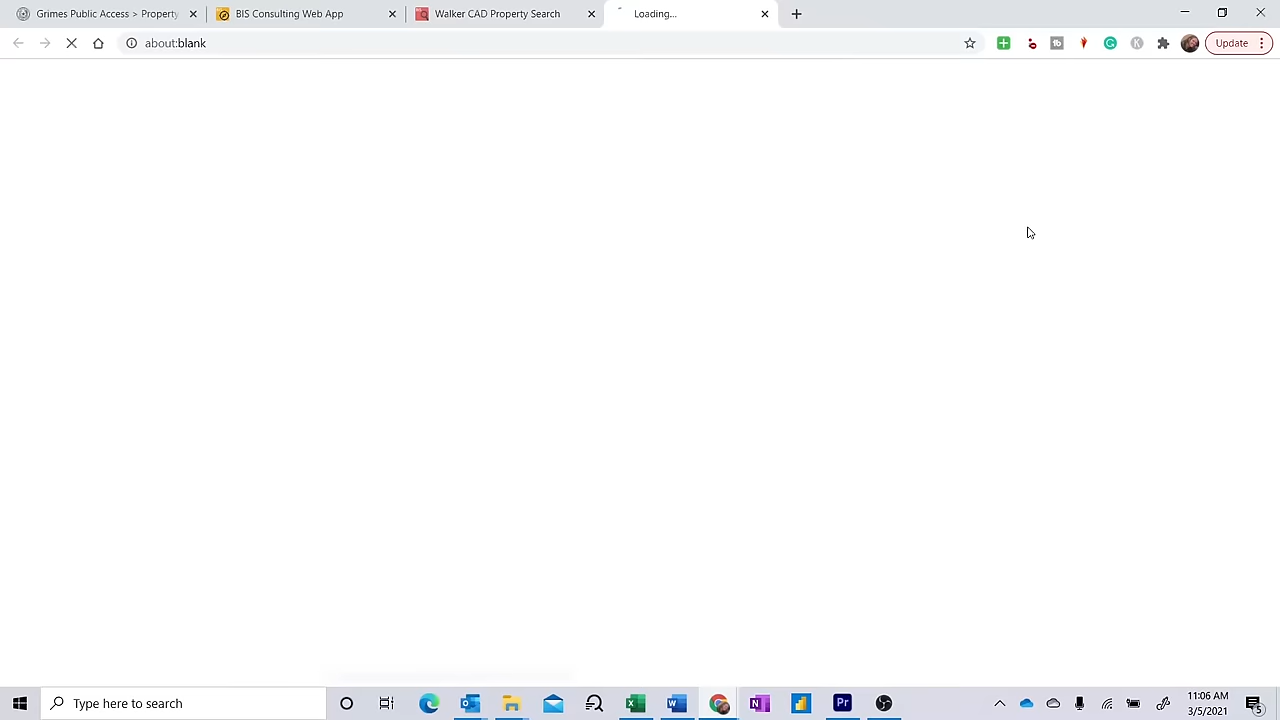 Grimes Public Access > Property
BIS Consulting Web App
Walker CAD Property Search
Loading...
about:blank
Update
Type here to search
11:06 AM
3/5/2021